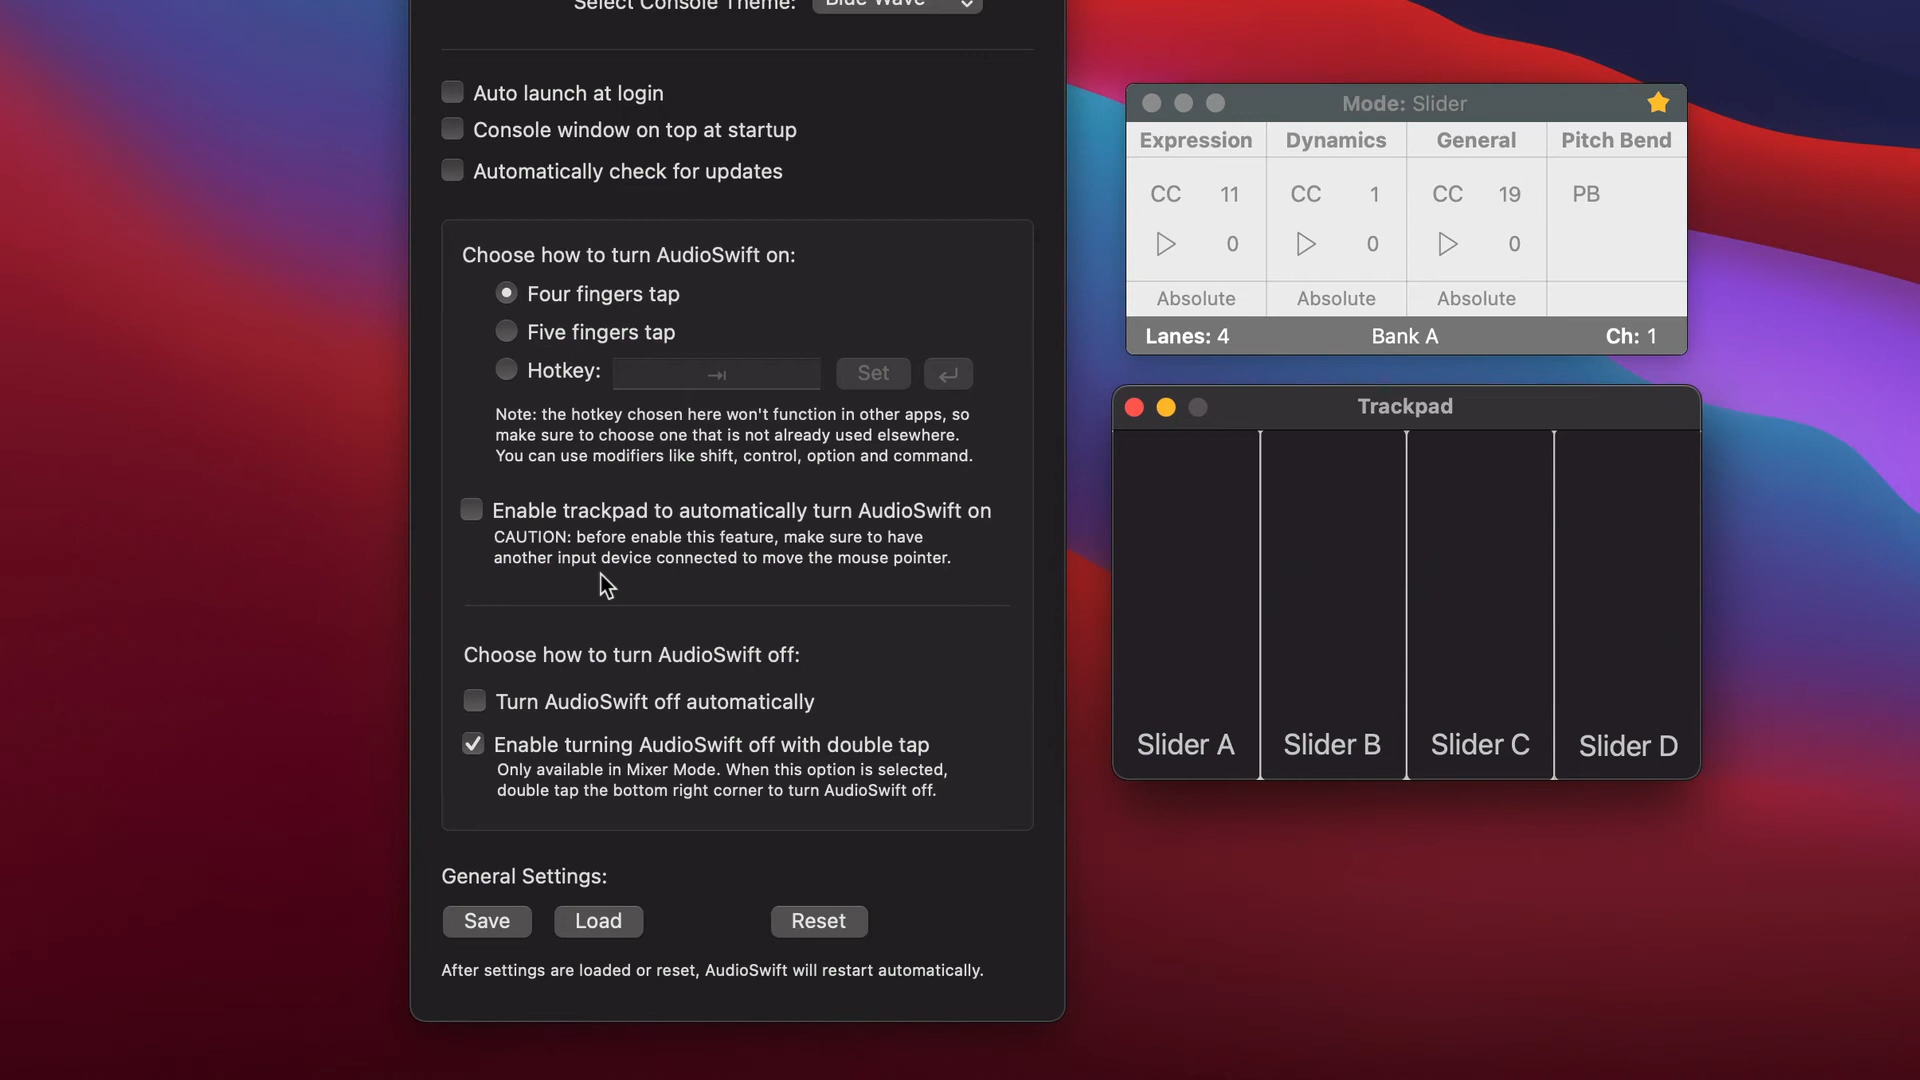 Select Console Theme: Blue Wave
Auto launch at login
Console window on top at startup
Automatically check for updates
Choose how to turn AudioSwift on:
Four fingers tap
Five fingers tap
Hotkey: Set
Note: the hotkey chosen here won't function in other apps, so
make sure to choose one that is not already used elsewhere.
You can use modifiers like shift, control, option and command.
Enable trackpad to automatically turn AudioSwift on
CAUTION: before enable this feature, make sure to have
another input device connected to move the mouse pointer.
Choose how to turn AudioSwift off:
Turn AudioSwift off automatically
Enable turning AudioSwift off with double tap
Only available in Mixer Mode. When this option is selected,
double tap the bottom right corner to turn AudioSwift off.
General Settings:
Save Load Reset
After settings are loaded or reset, AudioSwift will restart automatically.
Mode: Slider
Expression Dynamics General Pitch Bend
CC 11 CC 1 CC 19 PB
0 0 0
Absolute Absolute Absolute
Lanes: 4 Bank A Ch: 1
Trackpad
Slider A Slider B Slider C Slider D